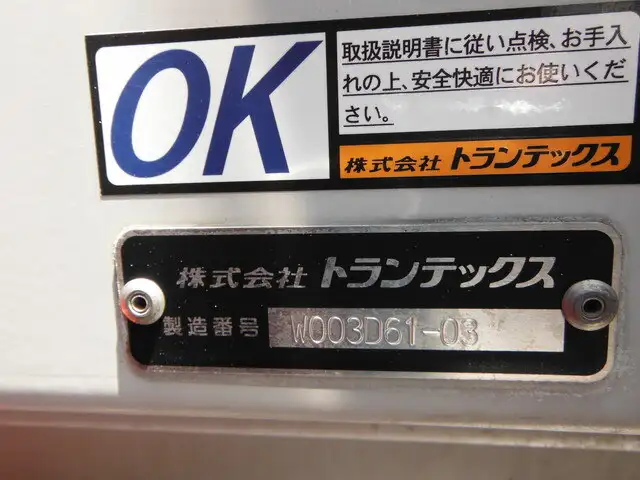 OK
取扱説明書に従い点検、お手入
れの上、安全快適にお使いくだ
さい。
株式会社 トランテックス
株式会社 トランテックス
製造番号 W003D61-03